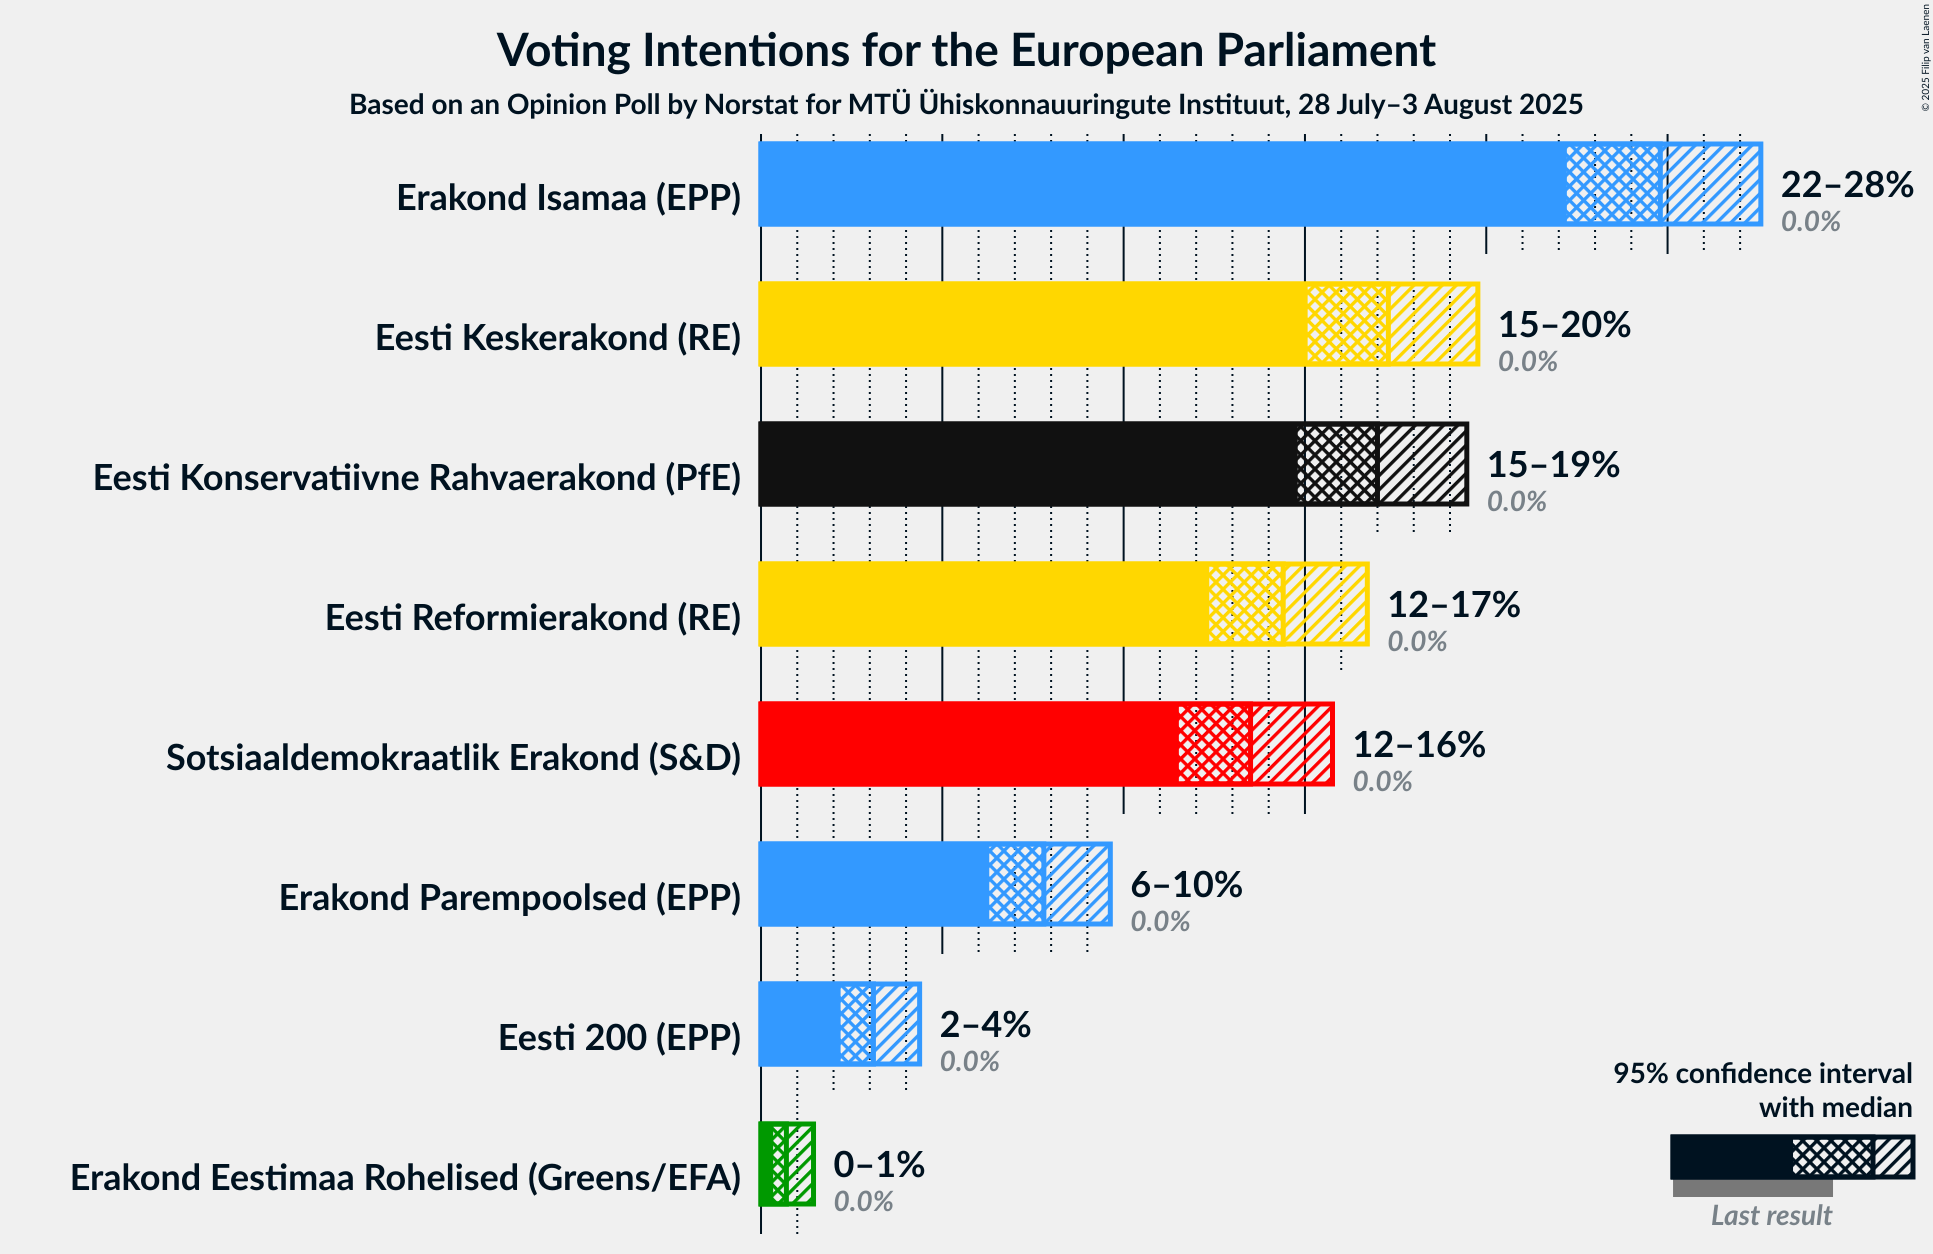 Voting Intentions for the European Parliament
Based on an Opinion Poll by Norstat for MTÜ Ühiskonnauuringute Instituut, 28 July–3 August 2025
© 2025 Filip van Laenen
Erakond Isamaa (EPP)
22–28%
0.0%
Eesti Keskerakond (RE)
15–20%
0.0%
Eesti Konservatiivne Rahvaerakond (PfE)
15–19%
0.0%
Eesti Reformierakond (RE)
12–17%
0.0%
Sotsiaaldemokraatlik Erakond (S&D)
12–16%
0.0%
Erakond Parempoolsed (EPP)
6–10%
0.0%
Eesti 200 (EPP)
2–4%
0.0%
Erakond Eestimaa Rohelised (Greens/EFA)
0–1%
0.0%
95% confidence interval
with median
Last result